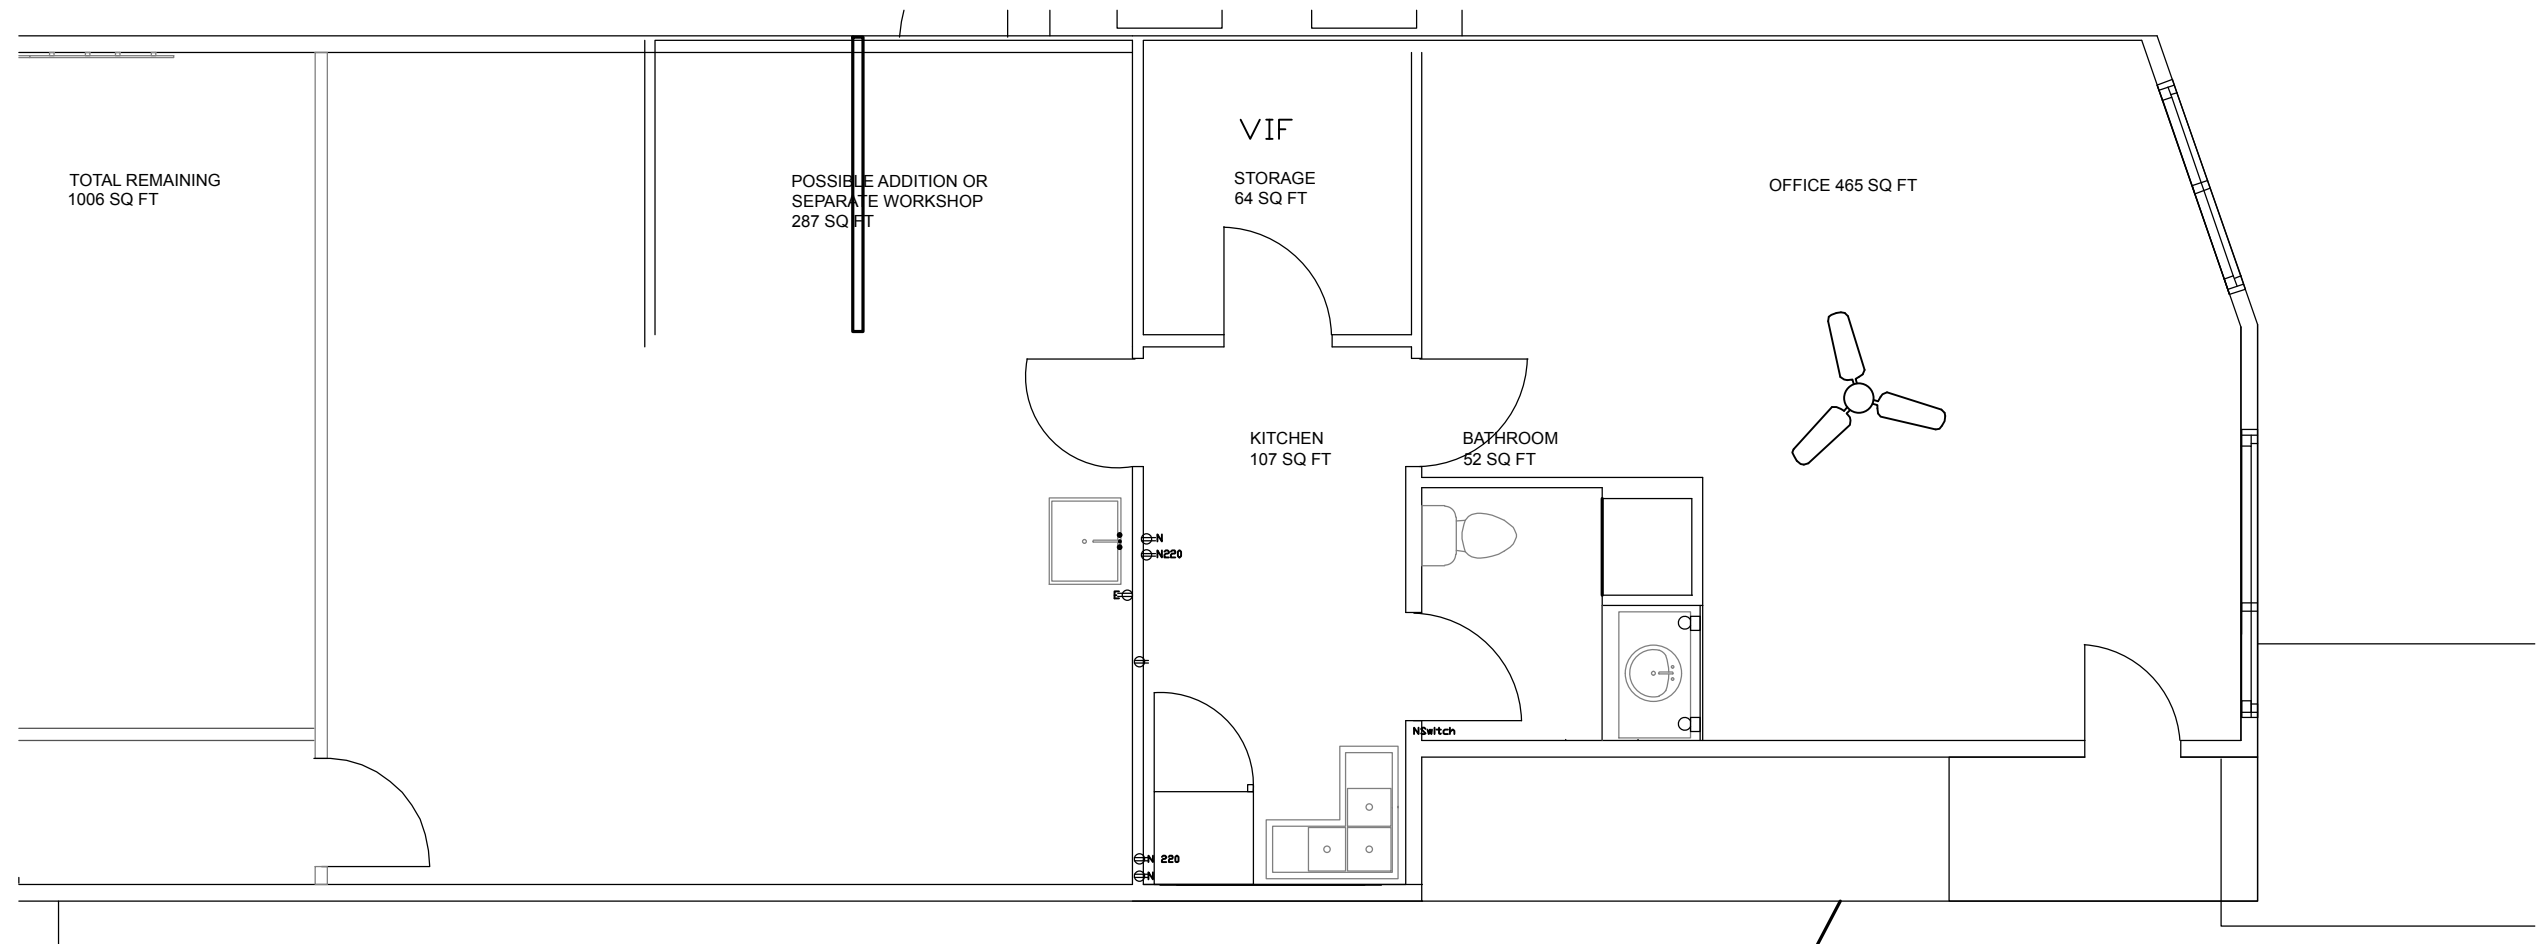 VIF
TOTAL REMAINING
1006 SQ FT
POSSIBLE ADDITION OR
SEPARATE WORKSHOP
287 SQ FT
STORAGE
64 SQ FT
OFFICE 465 SQ FT
KITCHEN
107 SQ FT
BATHROOM
52 SQ FT
N
N220
E
NSwitch
N 220
N